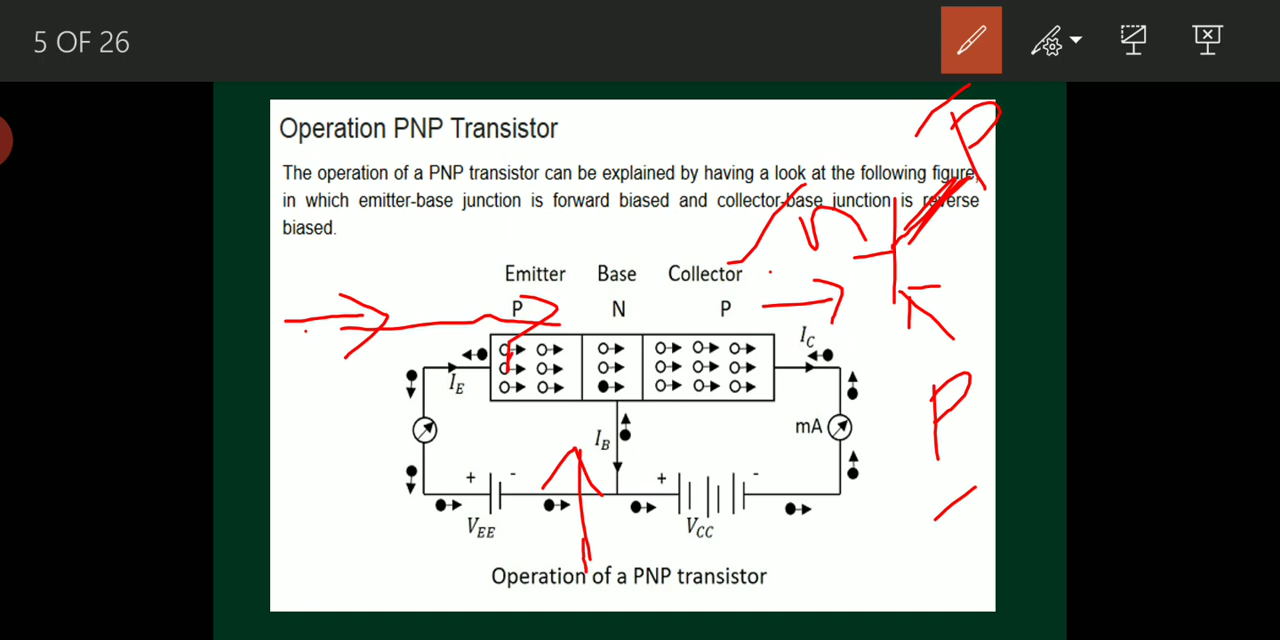 5 OF 26
Operation PNP Transistor
The operation of a PNP transistor can be explained by having a look at the following figure,
in which emitter-base junction is forward biased and collector-base junction is reverse
biased.
Emitter Base Collector
P N P
P
n
I_C
I_E
mA
P
I_B
+ - + -
V_EE V_CC
Operation of a PNP transistor